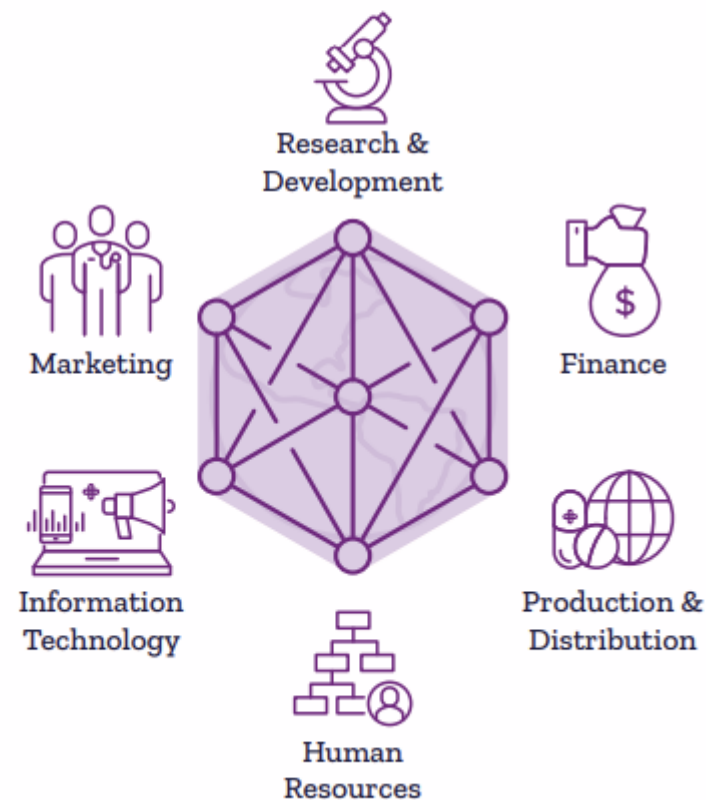 Research &
Development
Marketing
$
Finance
Information
Technology
Production &
Distribution
Human
Resources